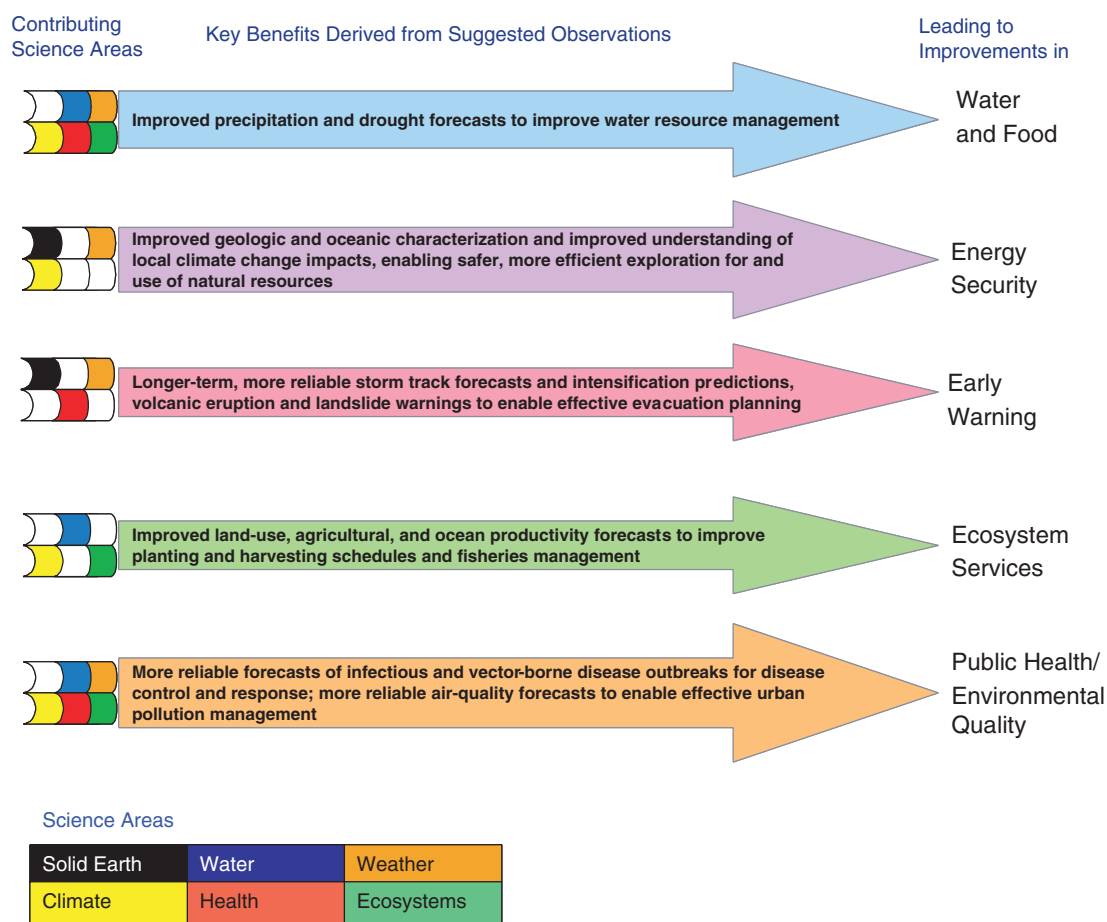 Contributing
Science Areas
Key Benefits Derived from Suggested Observations
Leading to
Improvements in
Improved precipitation and drought forecasts to improve water resource management
Water
and Food
Improved geologic and oceanic characterization and improved understanding of
local climate change impacts, enabling safer, more efficient exploration for and
use of natural resources
Energy
Security
Longer-term, more reliable storm track forecasts and intensification predictions,
volcanic eruption and landslide warnings to enable effective evacuation planning
Early
Warning
Improved land-use, agricultural, and ocean productivity forecasts to improve
planting and harvesting schedules and fisheries management
Ecosystem
Services
More reliable forecasts of infectious and vector-borne disease outbreaks for disease
control and response; more reliable air-quality forecasts to enable effective urban
pollution management
Public Health/
Environmental
Quality
Science Areas
Solid Earth Water Weather
Climate Health Ecosystems